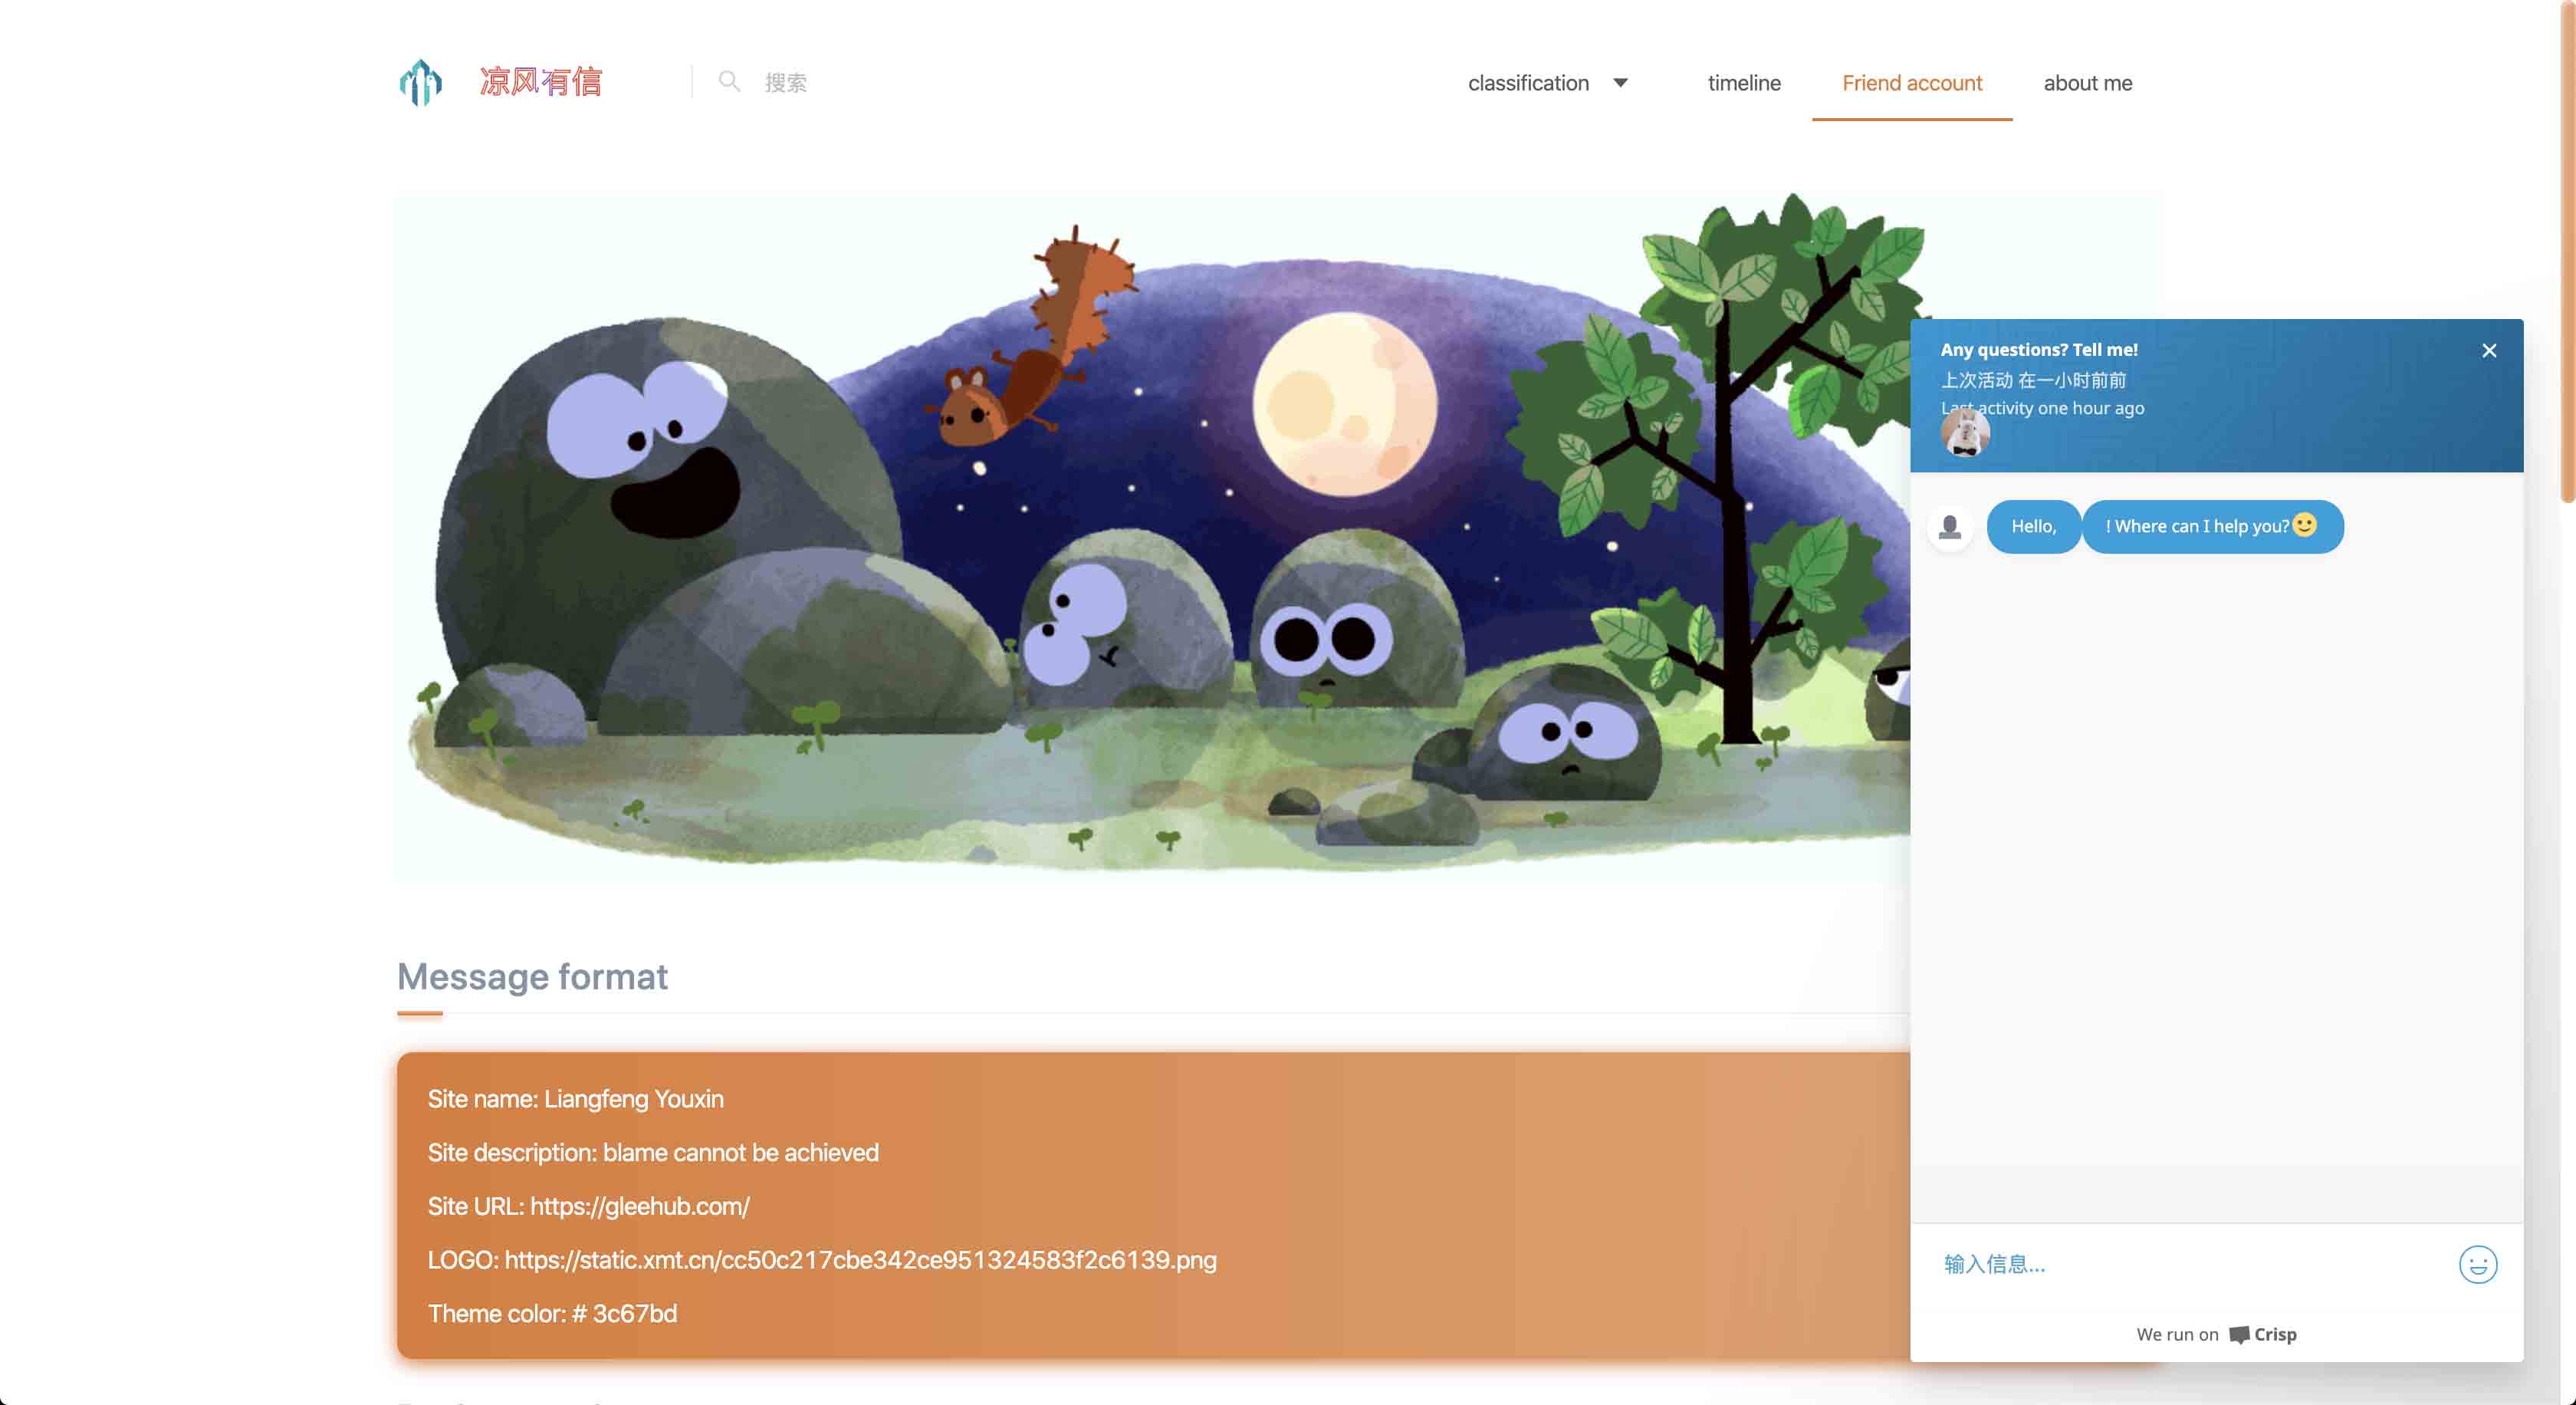 凉风有信
搜索
classification
timeline
Friend account
about me
Any questions? Tell me!
上次活动 在一小时前前
Last activity one hour ago
Hello,
! Where can I help you?
Message format
Site name: Liangfeng Youxin
Site description: blame cannot be achieved
Site URL: https://gleehub.com/
LOGO: https://static.xmt.cn/cc50c217cbe342ce951324583f2c6139.png
Theme color: # 3c67bd
输入信息...
We run on Crisp